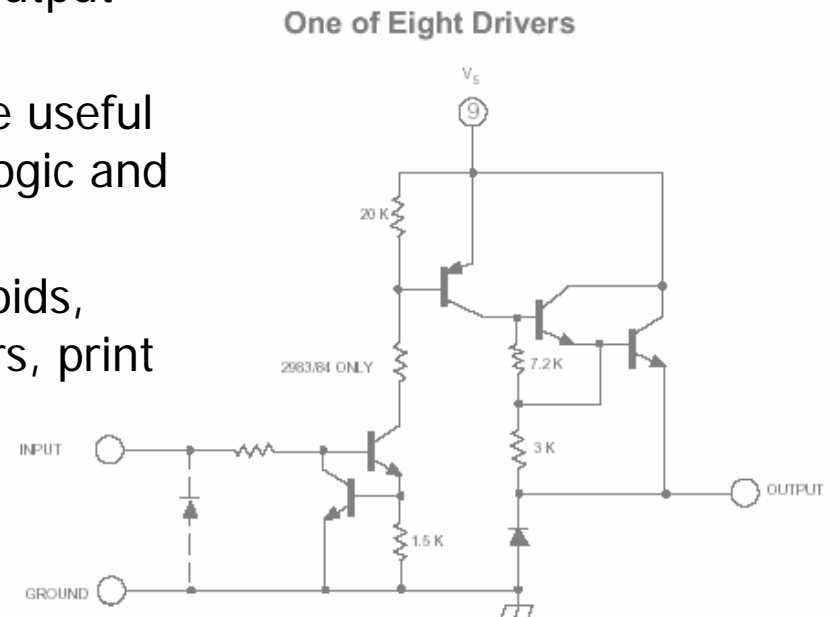 utput
One of Eight Drivers
e useful
ogic and
oids,
rs, print
VS
9
20 K
2983/84 ONLY
7.2 K
3 K
INPUT
OUTPUT
1.5 K
GROUND